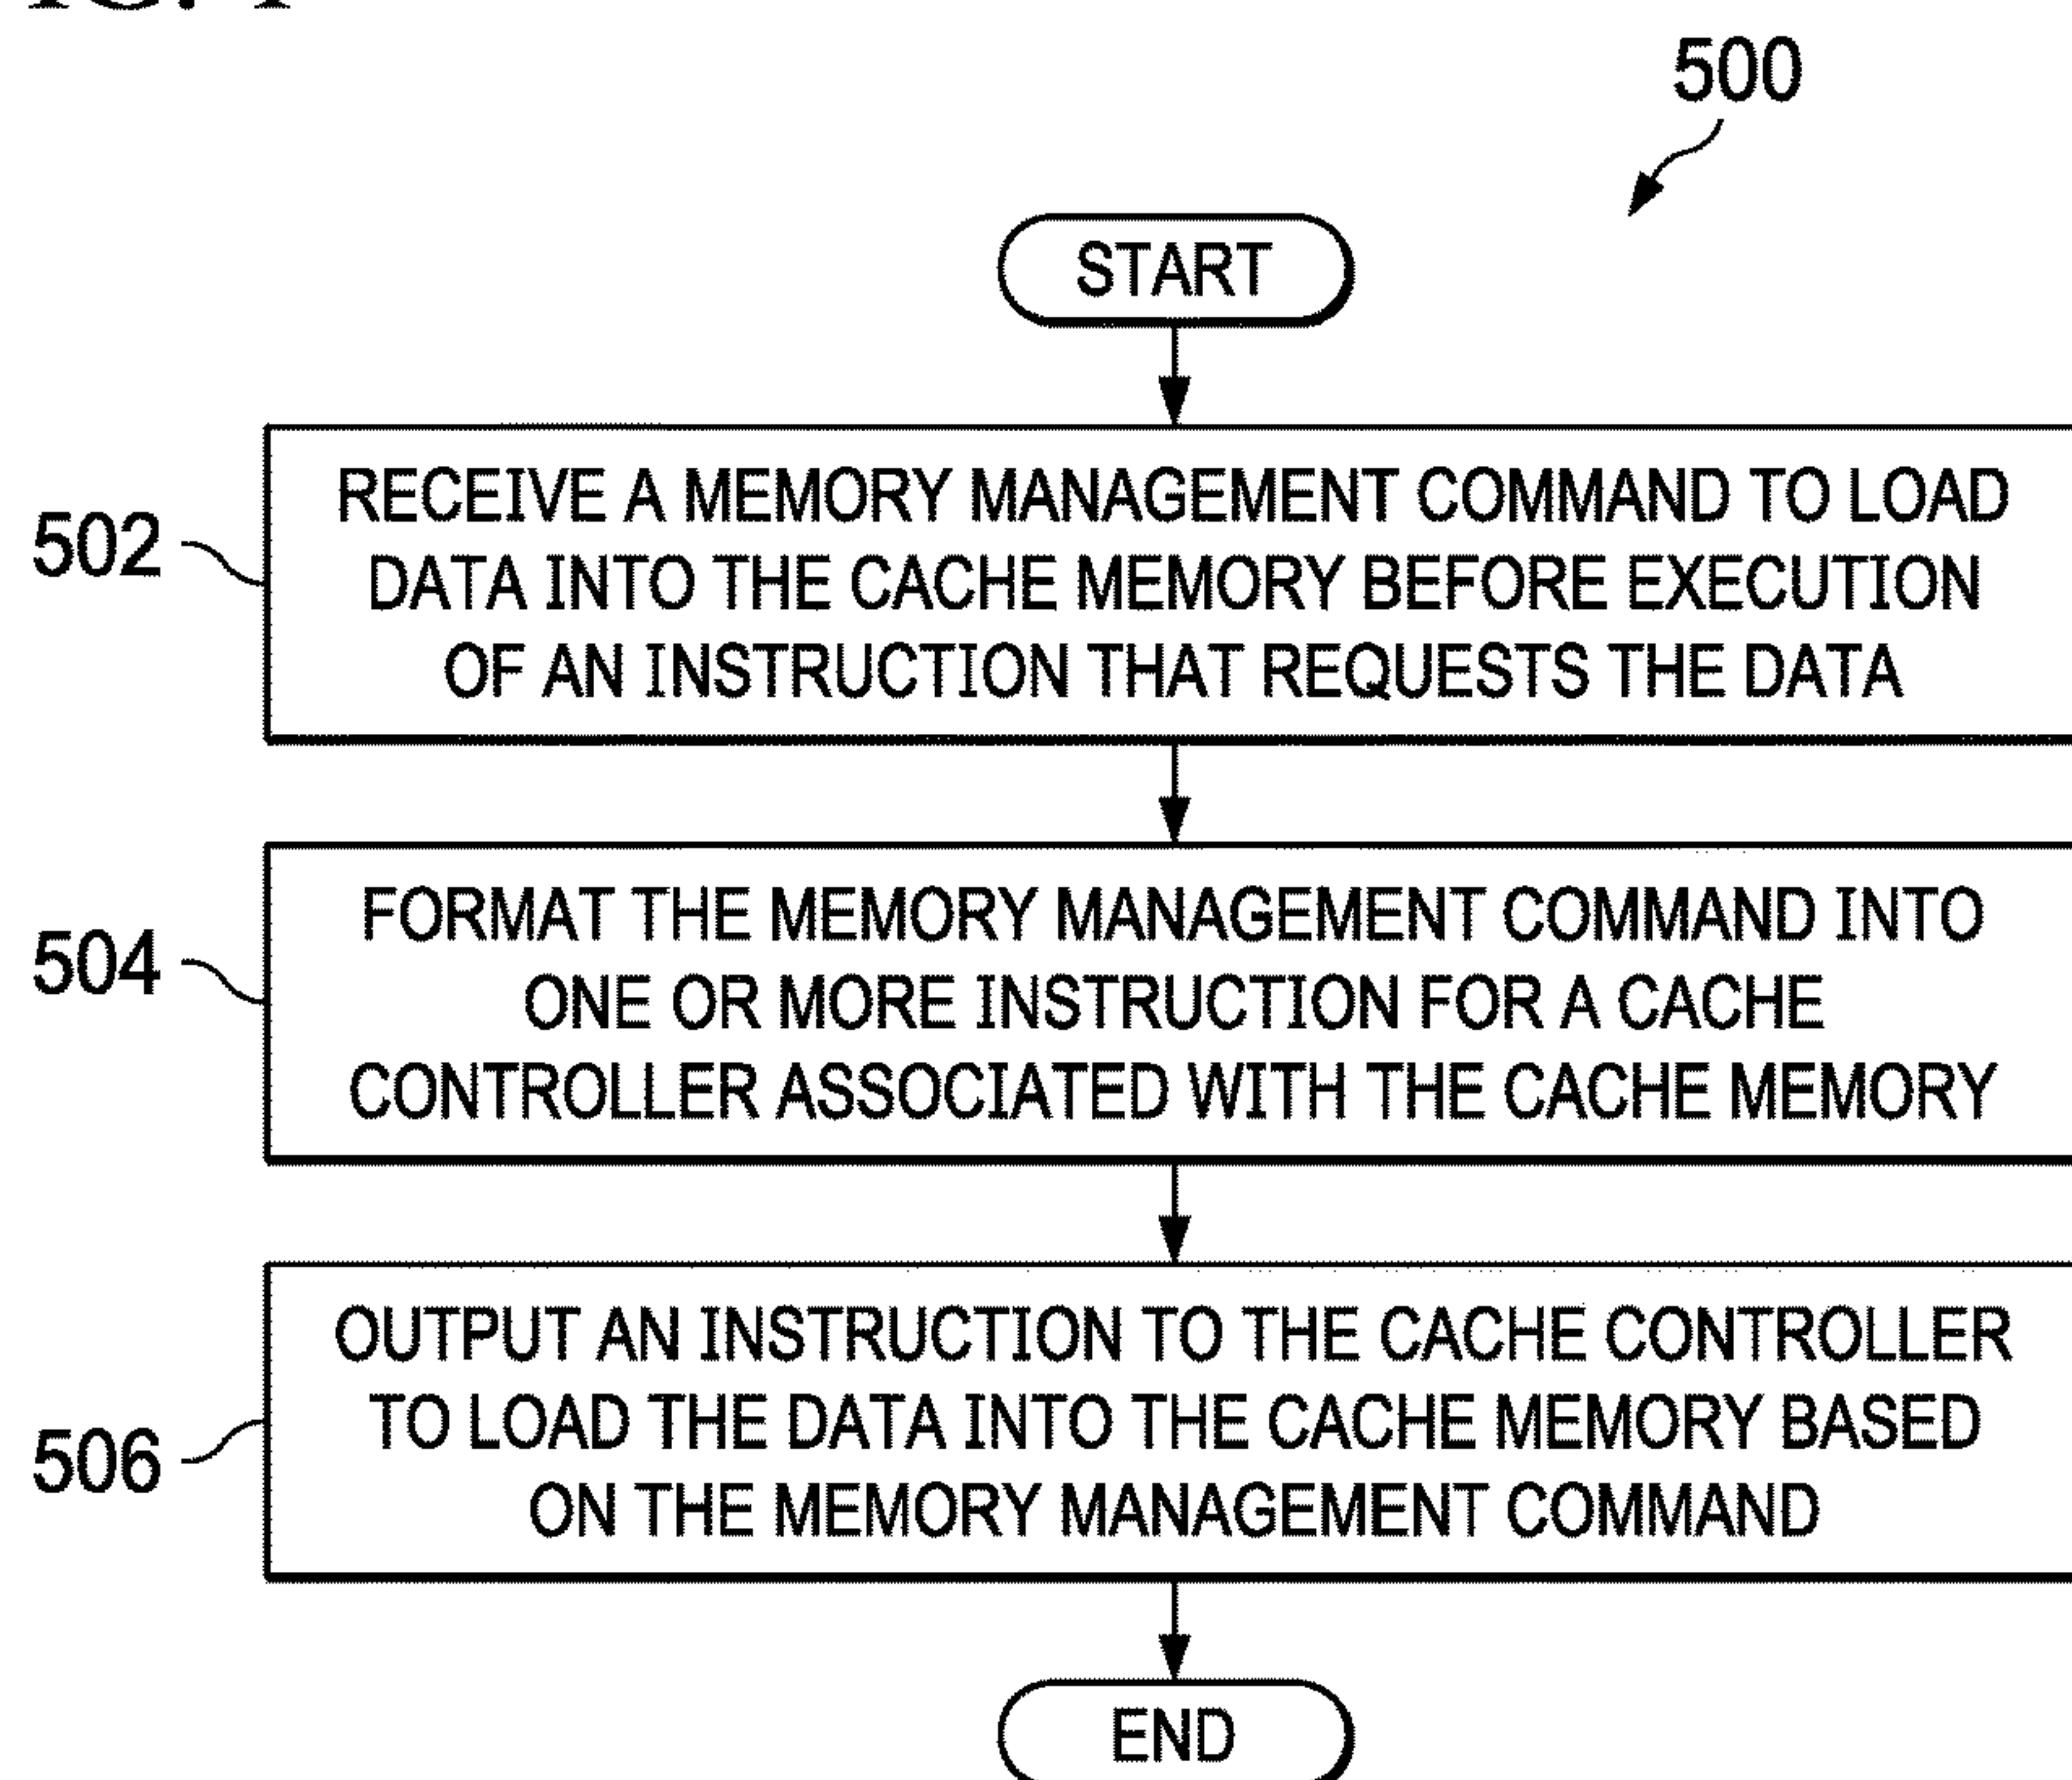 500
START
502
RECEIVE A MEMORY MANAGEMENT COMMAND TO LOAD
DATA INTO THE CACHE MEMORY BEFORE EXECUTION
OF AN INSTRUCTION THAT REQUESTS THE DATA
504
FORMAT THE MEMORY MANAGEMENT COMMAND INTO
ONE OR MORE INSTRUCTION FOR A CACHE
CONTROLLER ASSOCIATED WITH THE CACHE MEMORY
506
OUTPUT AN INSTRUCTION TO THE CACHE CONTROLLER
TO LOAD THE DATA INTO THE CACHE MEMORY BASED
ON THE MEMORY MANAGEMENT COMMAND
END